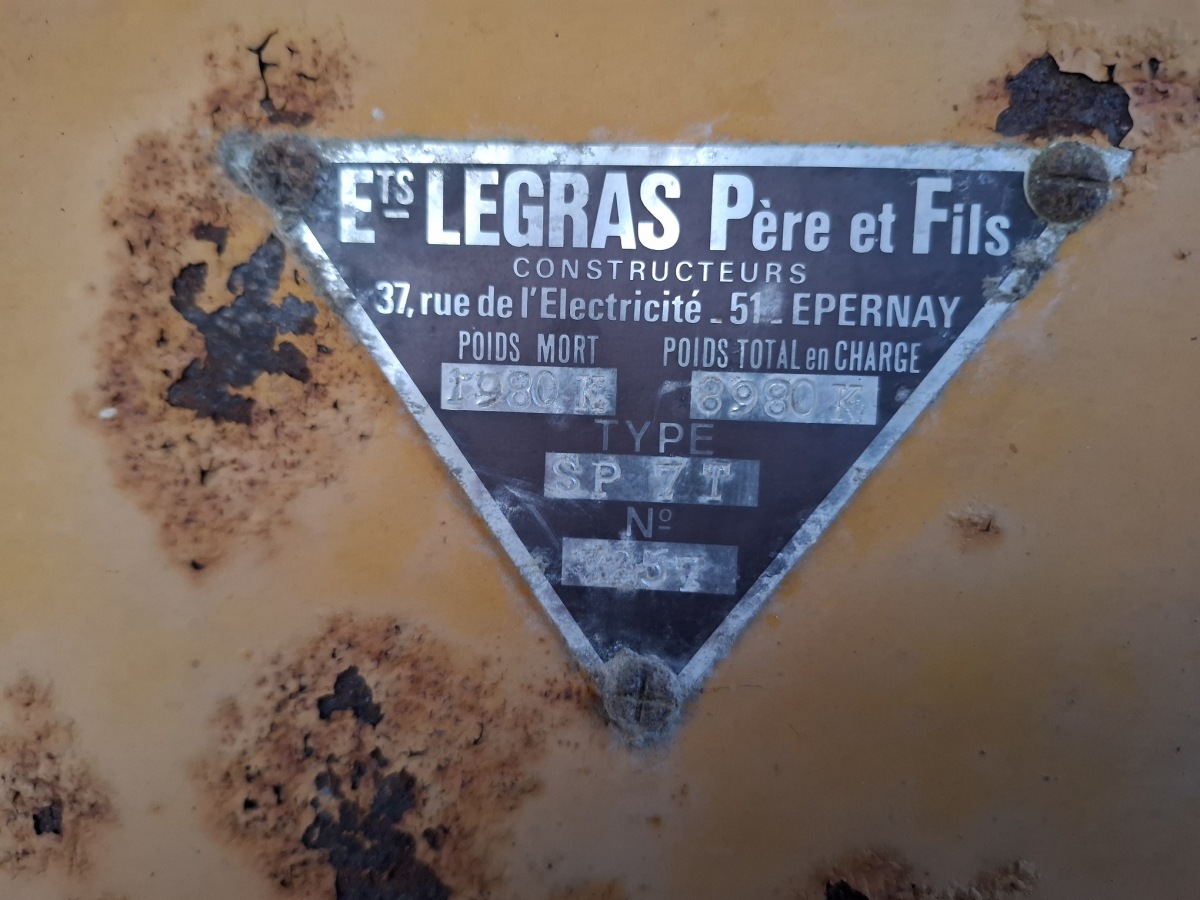 ETS LEGRAS Père et Fils
CONSTRUCTEURS
37, rue de l'Electricité _ 51 _ EPERNAY
POIDS MORT POIDS TOTAL en CHARGE
1980 K 8980 K
TYPE
SP 7T
Nº